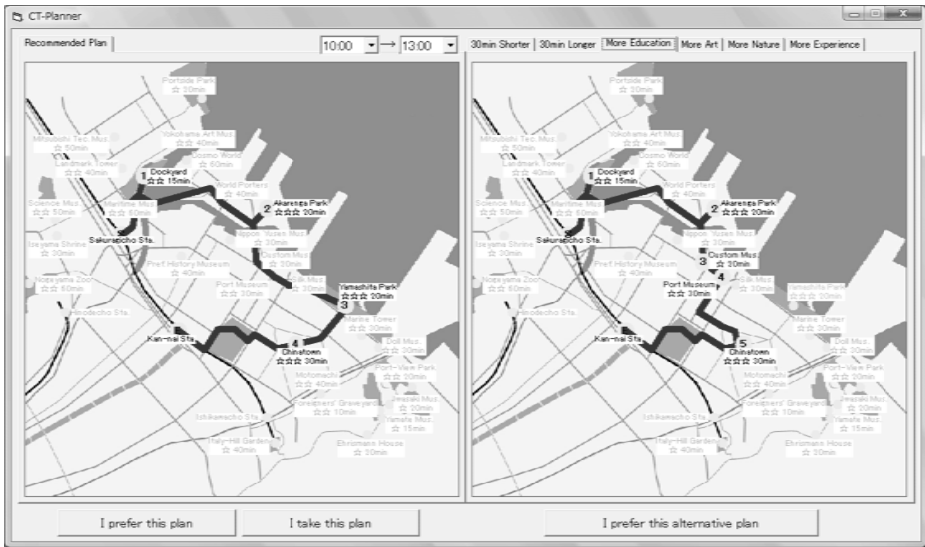 CT-Planner
Recommended Plan
10:00
→
13:00
30min Shorter
30min Longer
More Education
More Art
More Nature
More Experience
Portside Park
☆ 30min
Mitsubishi Tec. Mus.
☆ 50min
Yokohama Art Mus.
☆☆ 40min
Landmark Tower
☆☆ 40min
Cosmo World
☆ 60min
1
Dockyard
☆☆ 15min
World Porters
☆ 40min
Science Mus.
☆ 50min
Maritime Mus.
☆☆ 50min
2
Akarenga Park
☆☆☆ 20min
Sakuragicho Sta.
Nippon Yuzen Mus.
☆ 30min
Iseyama Shrine
☆ 30min
Custom Mus.
☆ 20min
Pref. History Museum
☆☆ 40min
Silk Mus.
☆ 30min
Nogeyama Zoo
☆☆ 60min
Port Museum
☆☆ 30min
Yamashita Park
☆☆☆ 20min
3
Hinodecho Sta.
Marine Tower
☆☆ 30min
Kan-nai Sta.
4
Chinatown
☆☆☆ 30min
Doll Mus.
☆☆ 30min
Motomachi
☆☆ 40min
Port-View Park
☆☆ 30min
Foreigners' Graveyard
☆☆ 10min
Iwasaki Mus.
☆ 20min
Ishikawacho Sta.
Yamate Mus.
☆ 15min
Italy-Hill Garden
☆☆ 40min
Ehrismann House
☆ 30min
Portside Park
☆ 30min
Mitsubishi Tec. Mus.
☆ 50min
Yokohama Art Mus.
☆☆ 40min
Landmark Tower
☆☆ 40min
Cosmo World
☆ 60min
1
Dockyard
☆☆ 15min
World Porters
☆ 40min
Science Mus.
☆ 50min
Maritime Mus.
☆☆ 50min
2
Akarenga Park
☆☆☆ 20min
Sakuragicho Sta.
Nippon Yuzen Mus.
☆ 30min
Iseyama Shrine
☆ 30min
3
Custom Mus.
☆ 20min
Pref. History Museum
☆☆ 40min
4
Silk Mus.
☆ 30min
Nogeyama Zoo
☆☆ 60min
Port Museum
☆☆ 30min
Yamashita Park
☆☆☆ 20min
Hinodecho Sta.
Marine Tower
☆☆ 30min
Kan-nai Sta.
5
Chinatown
☆☆☆ 30min
Doll Mus.
☆☆ 30min
Motomachi
☆☆ 40min
Port-View Park
☆☆ 30min
Foreigners' Graveyard
☆☆ 10min
Iwasaki Mus.
☆ 20min
Ishikawacho Sta.
Yamate Mus.
☆ 15min
Italy-Hill Garden
☆☆ 40min
Ehrismann House
☆ 30min
I prefer this plan
I take this plan
I prefer this alternative plan